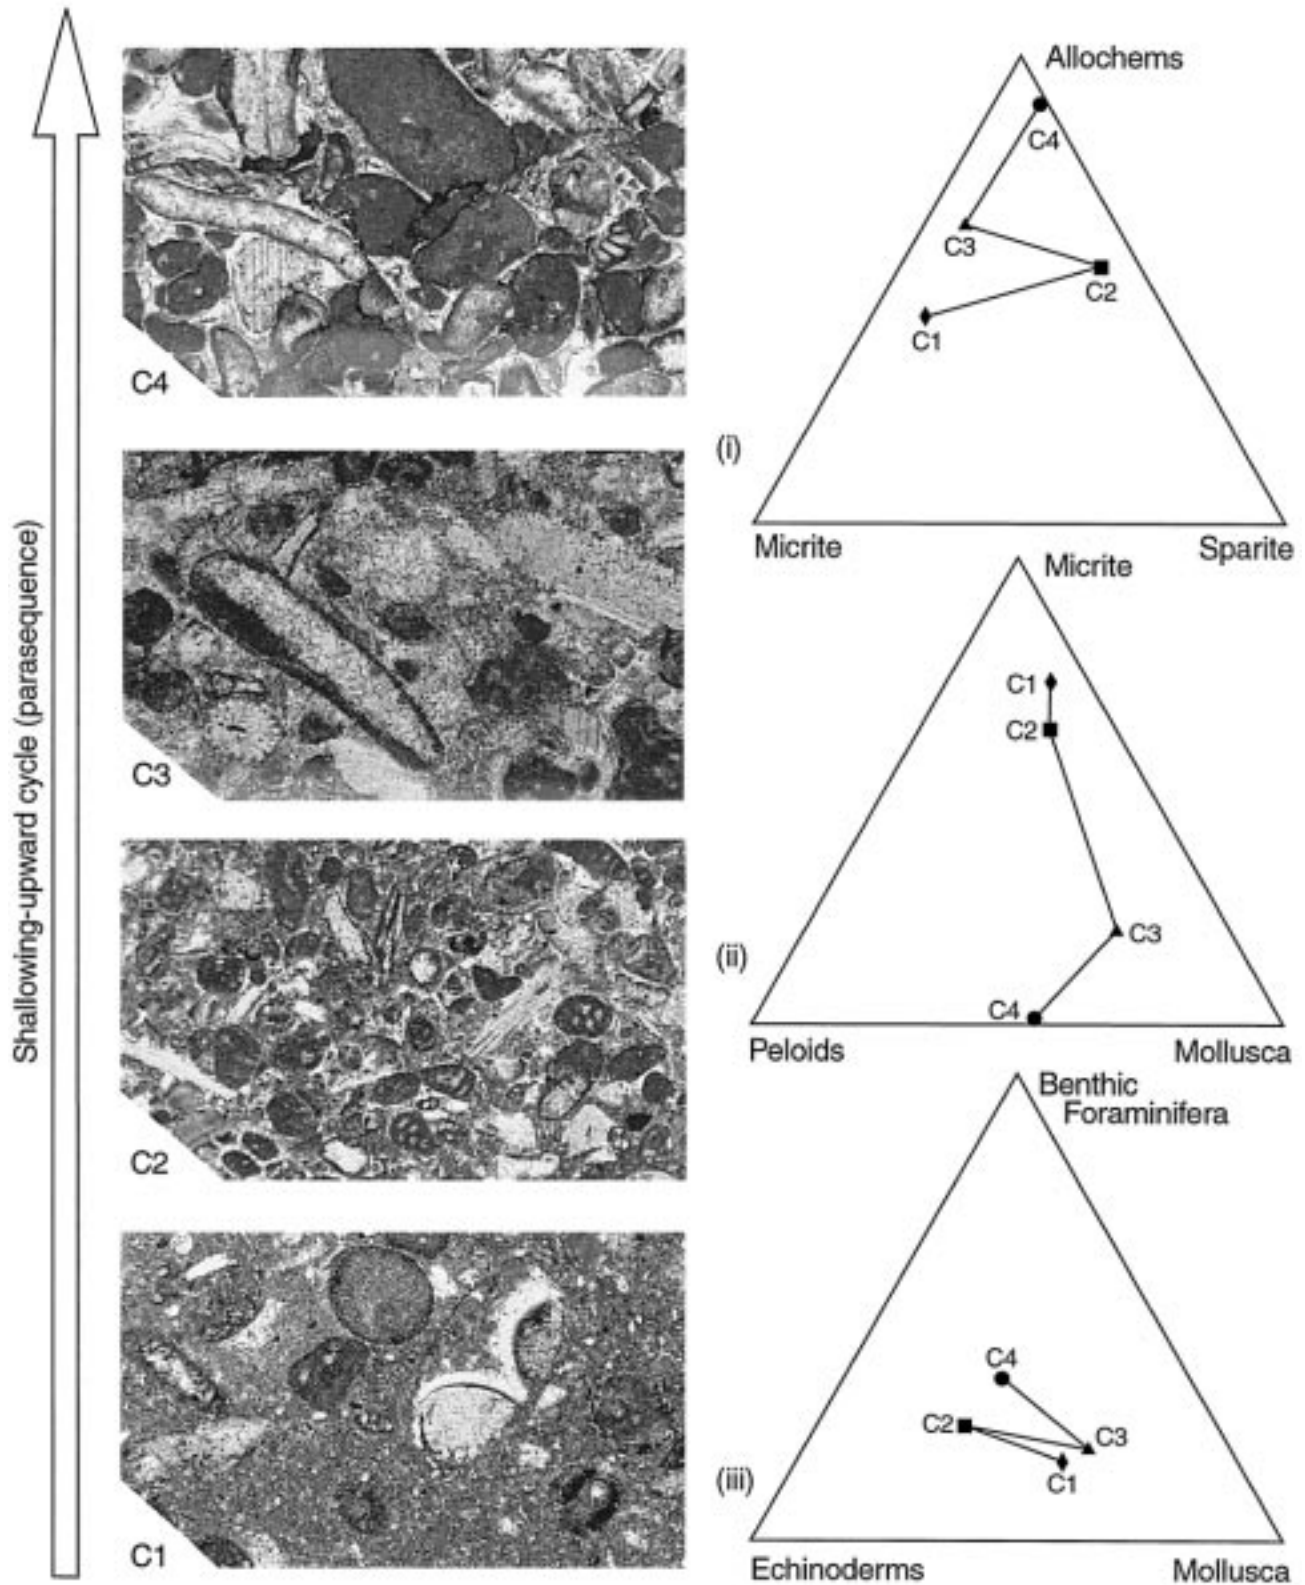 Shallowing-upward cycle (parasequence)
C4
C3
C2
C1
(i)
Allochems
C4
C3
C2
C1
Micrite
Sparite
(ii)
Micrite
C1
C2
C3
C4
Peloids
Mollusca
(iii)
Benthic
Foraminifera
C4
C2
C3
C1
Echinoderms
Mollusca